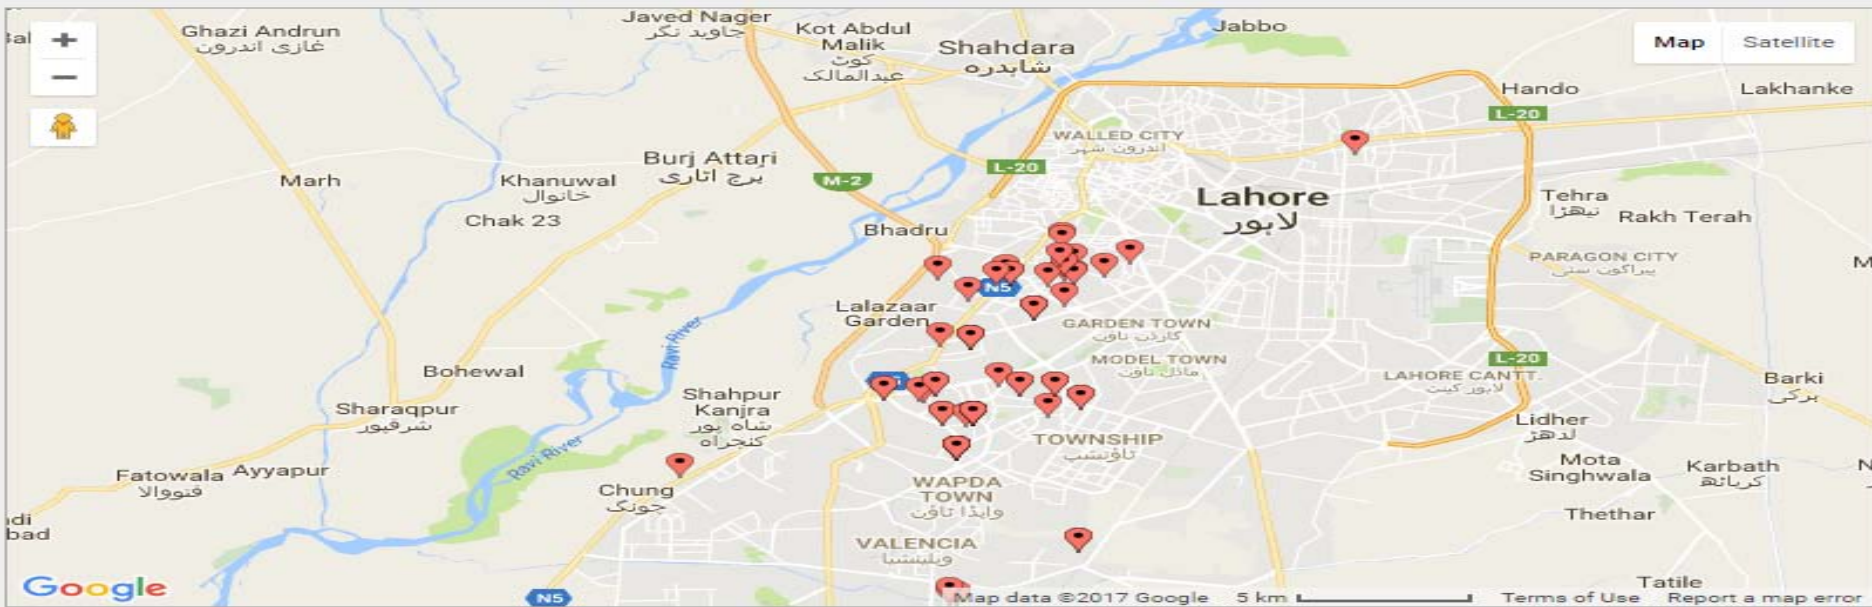 Ghazi Andrun
غازی اندرون
Javed Nager
جاوید نگر
Kot Abdul
Malik
کوٹ
عبدالمالک
Shahdara
شاہدرہ
Jabbo
Map
Satellite
Hando
Lakhanke
L-20
WALLED CITY
اندرون شہر
L-20
Burj Attari
برج اٹاری
M-2
Marh
Khanuwal
خانوال
Chak 23
Lahore
لاہور
Tehra
تیھڑا
Rakh Terah
Bhadru
PARAGON CITY
پیراگون سٹی
N5
Lalazaar
Garden
Ravi River
GARDEN TOWN
گارڈن ٹاؤن
MODEL TOWN
ماڈل ٹاؤن
L-20
LAHORE CANTT.
لاہور کینٹ
Barki
برکی
Bohewal
Shahpur
Kanjra
شاہ پور
کنجراہ
Sharaqpur
شرقپور
Lidher
لدھڑ
TOWNSHIP
ٹاؤنشپ
Ravi River
Fatowala
فتووالا
Ayyapur
Mota
Singhwala
Karbath
کرباٹھ
Chung
چونگ
WAPDA
TOWN
واپڈا ٹاؤن
Thethar
VALENCIA
ویلینشیا
Tatile
Google
N5
Map data ©2017 Google
5 km
Terms of Use
Report a map error